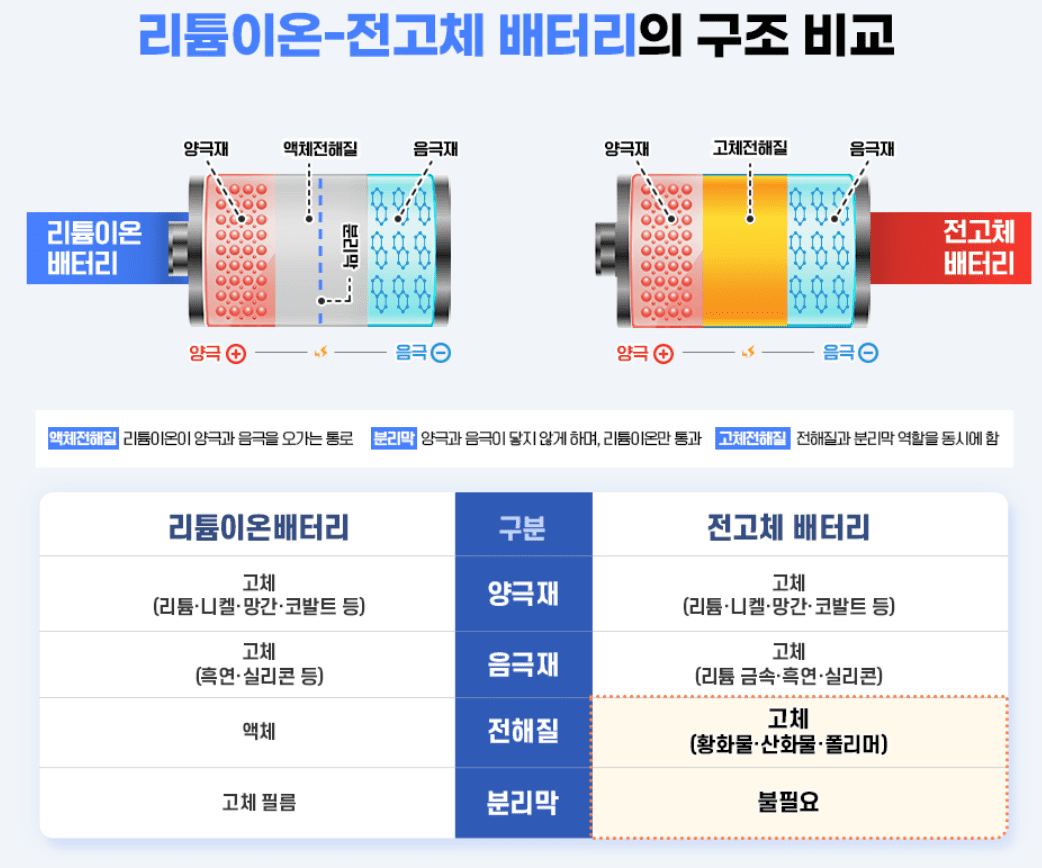 리튬이온-전고체 배터리의 구조 비교
양극재 액체전해질 음극재
양극재 고체전해질 음극재
리튬이온
배터리
분리막
전고체
배터리
양극 + 음극 −
양극 + 음극 −
액체전해질 리튬이온이 양극과 음극을 오가는 통로 분리막 양극과 음극이 닿지 않게 하며, 리튬이온만 통과 고체전해질 전해질과 분리막 역할을 동시에 함
리튬이온배터리 구분 전고체 배터리
고체
(리튬·니켈·망간·코발트 등)
양극재
고체
(리튬·니켈·망간·코발트 등)
고체
(흑연·실리콘 등)
음극재
고체
(리튬 금속·흑연·실리콘)
액체
전해질
고체
(황화물·산화물·폴리머)
고체 필름 분리막 불필요